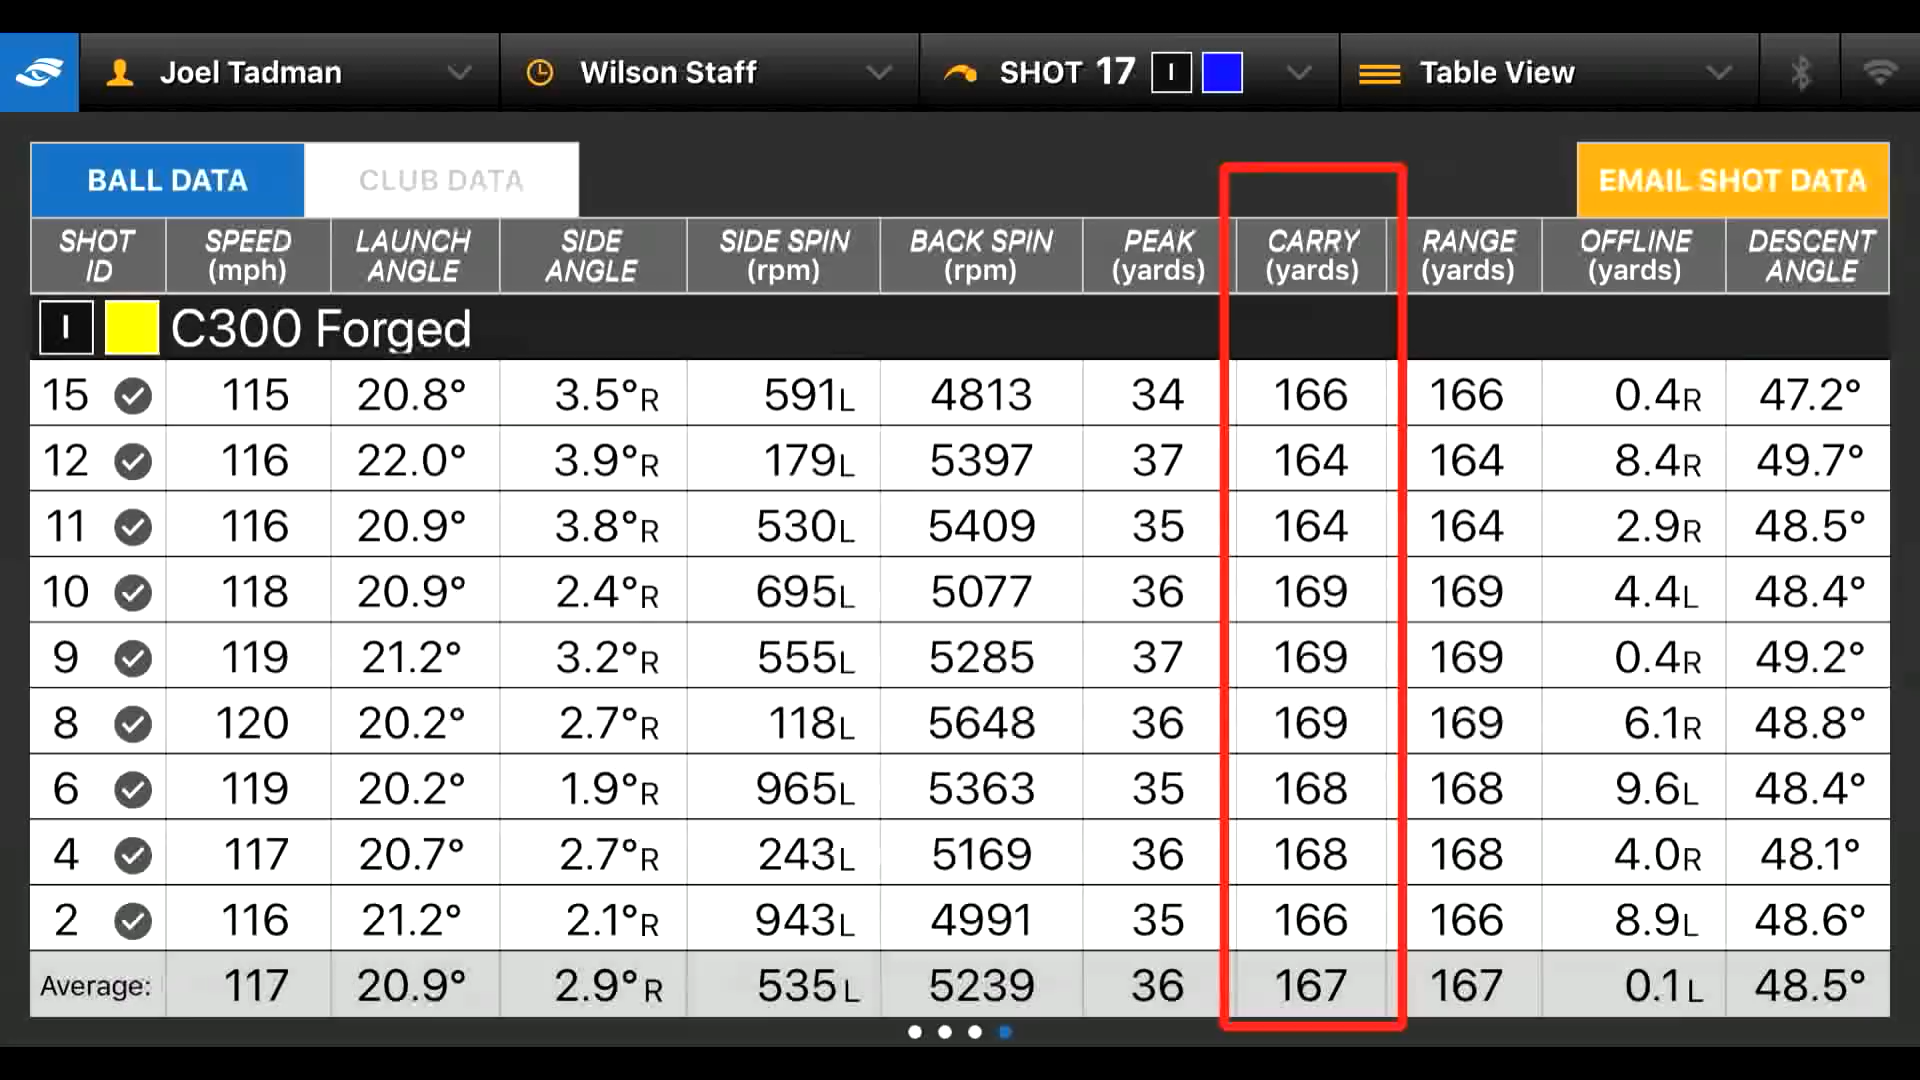 Joel Tadman Wilson Staff SHOT 17 I Table View
BALL DATA CLUB DATA EMAIL SHOT DATA
SHOT ID SPEED (mph) LAUNCH ANGLE SIDE ANGLE SIDE SPIN (rpm) BACK SPIN (rpm) PEAK (yards) CARRY (yards) RANGE (yards) OFFLINE (yards) DESCENT ANGLE
I C300 Forged
15 115 20.8° 3.5°R 591L 4813 34 166 166 0.4R 47.2°
12 116 22.0° 3.9°R 179L 5397 37 164 164 8.4R 49.7°
11 116 20.9° 3.8°R 530L 5409 35 164 164 2.9R 48.5°
10 118 20.9° 2.4°R 695L 5077 36 169 169 4.4L 48.4°
9 119 21.2° 3.2°R 555L 5285 37 169 169 0.4R 49.2°
8 120 20.2° 2.7°R 118L 5648 36 169 169 6.1R 48.8°
6 119 20.2° 1.9°R 965L 5363 35 168 168 9.6L 48.4°
4 117 20.7° 2.7°R 243L 5169 36 168 168 4.0R 48.1°
2 116 21.2° 2.1°R 943L 4991 35 166 166 8.9L 48.6°
Average: 117 20.9° 2.9°R 535L 5239 36 167 167 0.1L 48.5°